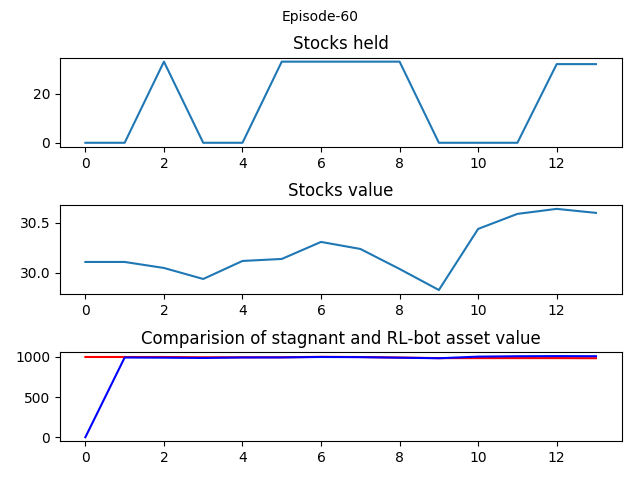 Episode-60
Stocks held
20
0
0 2 4 6 8 10 12
Stocks value
30.5
30.0
0 2 4 6 8 10 12
Comparision of stagnant and RL-bot asset value
1000
500
0
0 2 4 6 8 10 12